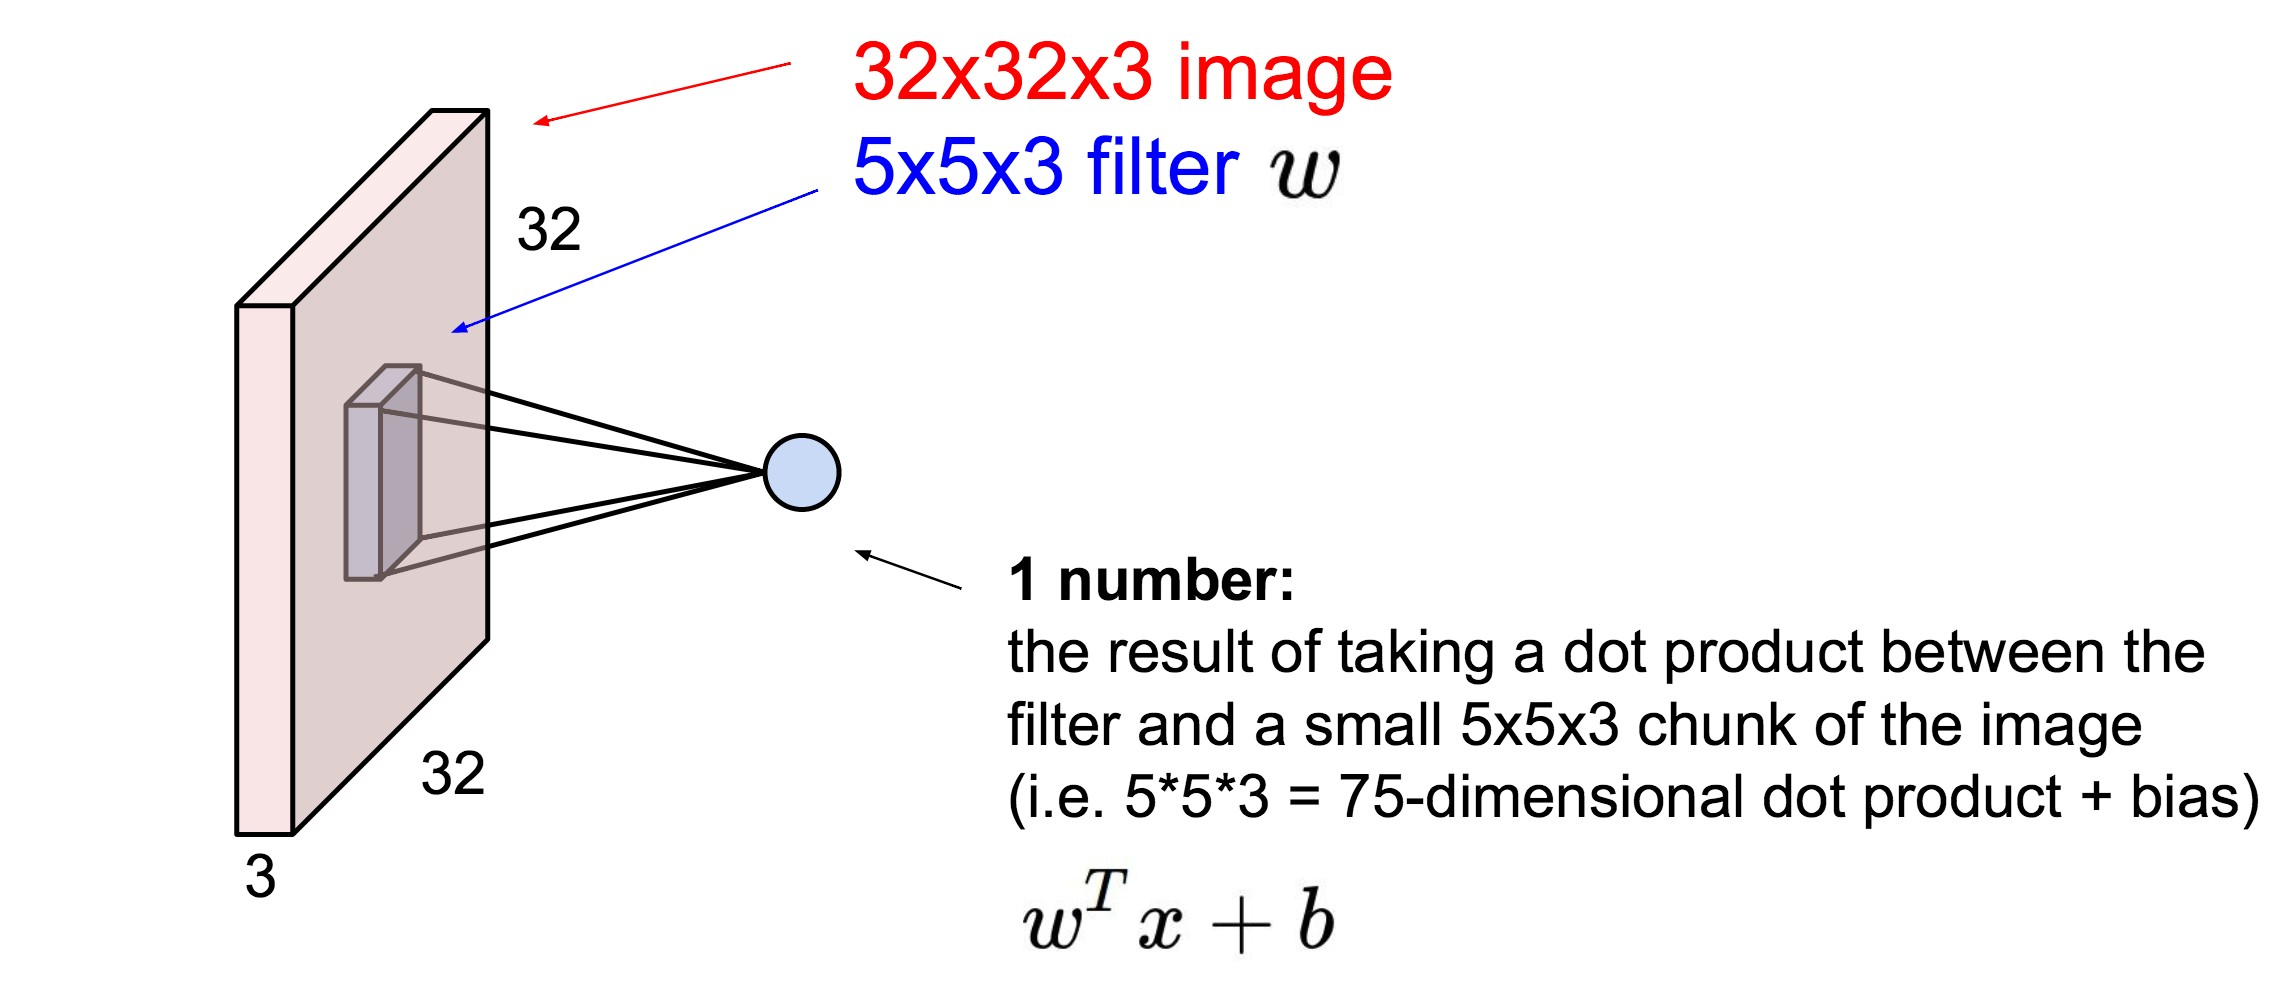 32x32x3 image
5x5x3 filter w
32
32
3
1 number:
the result of taking a dot product between the
filter and a small 5x5x3 chunk of the image
(i.e. 5*5*3 = 75-dimensional dot product + bias)
w^T x + b